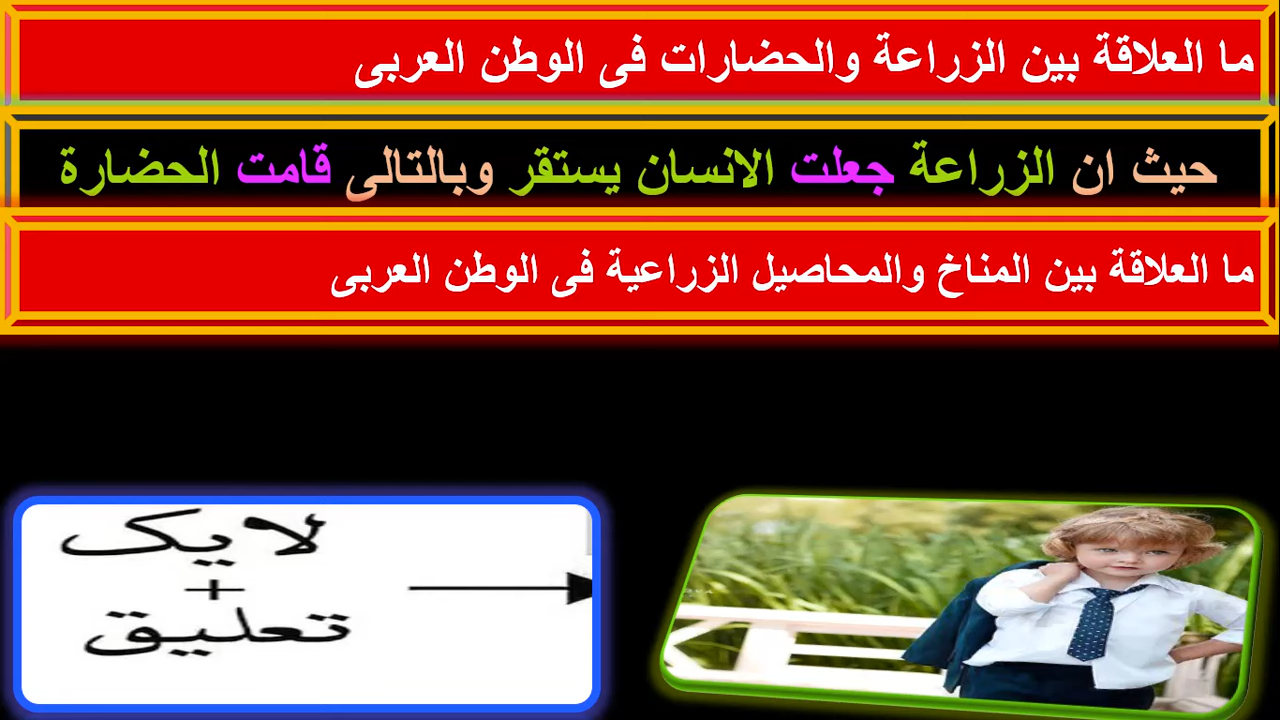 ما العلاقة بين الزراعة والحضارات فى الوطن العربى
حيث ان الزراعة جعلت الانسان يستقر وبالتالى قامت الحضارة
ما العلاقة بين المناخ والمحاصيل الزراعية فى الوطن العربى
لايك
+
تعليق